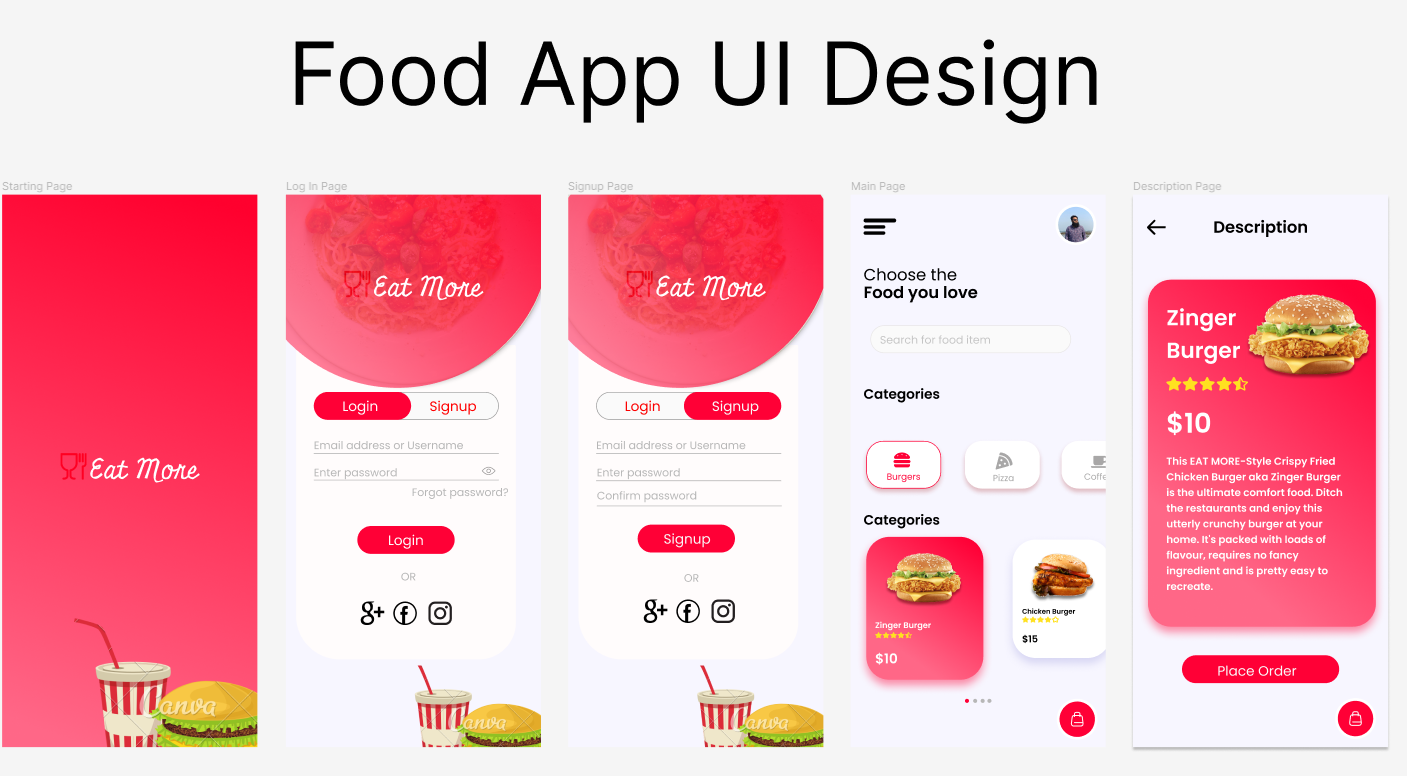 Food App UI Design
Starting Page
Eat More
Canva
Log In Page
Eat More
Login Signup
Email address or Username
Enter password
Forgot password?
Login
OR
g+
Canva
Signup Page
Eat More
Login Signup
Email address or Username
Enter password
Confirm password
Signup
OR
g+
Canva
Main Page
Choose the
Food you love
Search for food item
Categories
Burgers Pizza Coffe
Categories
Zinger Burger
$10
Chicken Burger
$15
Description Page
Description
Zinger
Burger
$10
This EAT MORE-Style Crispy Fried
Chicken Burger aka Zinger Burger
is the ultimate comfort food. Ditch
the restaurants and enjoy this
utterly crunchy burger at your
home. It's packed with loads of
flavour, requires no fancy
ingredient and is pretty easy to
recreate.
Place Order